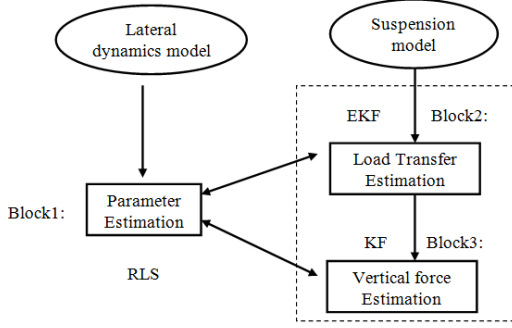 Lateral
dynamics model
Suspension
model
EKF
Block2:
Load Transfer
Estimation
Block1:
Parameter
Estimation
KF
Block3:
RLS
Vertical force
Estimation